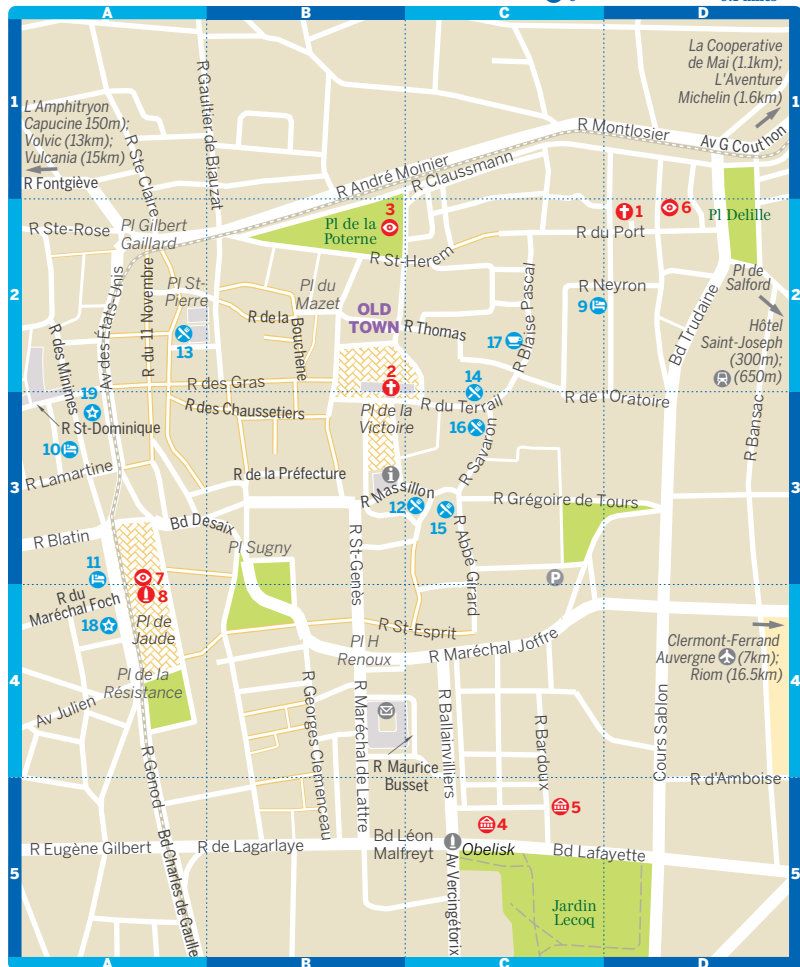 A
B
C
D
1
La Cooperative
de Mai (1.1km);
L'Aventure
Michelin (1.6km)
1
L'Amphitryon
Capucine 150m);
Volvic (13km);
Vulcania (15km)
R Fontgiève
R Ste Claire
R Gaultier de Biauzat
R André Moinier
R Claussmann
R Montlosier
Av G Couthon
R Ste-Rose
Pl Gilbert
Gaillard
3
Pl de la
Poterne
1
6
Pl Delille
R du Port
R St-Herem
2
Av des États-Unis
R du 11 Novembre
Pl St-
Pierre
13
Pl du
Mazet
R de la
Bouchene
OLD
TOWN
R Thomas
17
R Blaise Pascal
R Neyron
9
Bd Trudaine
Pl de
Salford
Hôtel
Saint-Joseph
(300m);
(650m)
2
R des Minimes
19
R St-Dominique
10
R Lamartine
R des Gras
R des Chaussetiers
2
Pl de la
Victoire
14
R du Terrail
16
R Savaron
R de l'Oratoire
R Bansac
3
R de la Préfecture
i
R Massillon
12
15
R Grégoire de Tours
3
R Blatin
Bd Desaix
Pl Sugny
R St-Genès
R Abbé Girard
P
11
7
8
R du
Maréchal Foch
18
Pl de
Jaude
R St-Esprit
Pl H
Renoux
R Maréchal Joffre
Clermont-Ferrand
Auvergne (7km);
Riom (16.5km)
4
Pl de la
Résistance
Av Julien
R Gonod
R Georges Clemenceau
R Maréchal de Lattre
R Maurice
Busset
R Ballainvilliers
R Bardoux
Cours Sablon
4
R d'Amboise
4
5
5
R Eugène Gilbert
Bd Charles de Gaulle
R de Lagarlaye
Bd Léon
Malfreyt
Obelisk
Av Vercingétorix
Bd Lafayette
Jardin
Lecoq
5
A
B
C
D